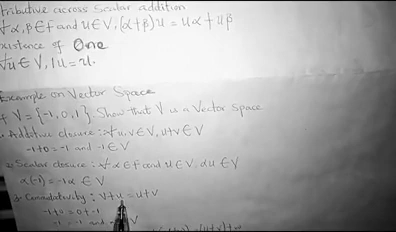 tributive across Scalar addition
∀α,β∈f and u∈V, (α+β)u = uα+uβ
xistence of One
∀u∈V, 1u = u.
Example on Vector Space
V = {-1, 0, 1}. Show that V is a Vector Space
Additive closure: ∀u,v∈V, u+v∈V
-1+0=-1 and -1∈V
2. Scalar closure: ∀α∈f and u∈V, αu∈V
α(-1) = -1α∈V
3. Commutativity: V+u = u+V
-1+0 = 0+-1
-1 = -1 and V